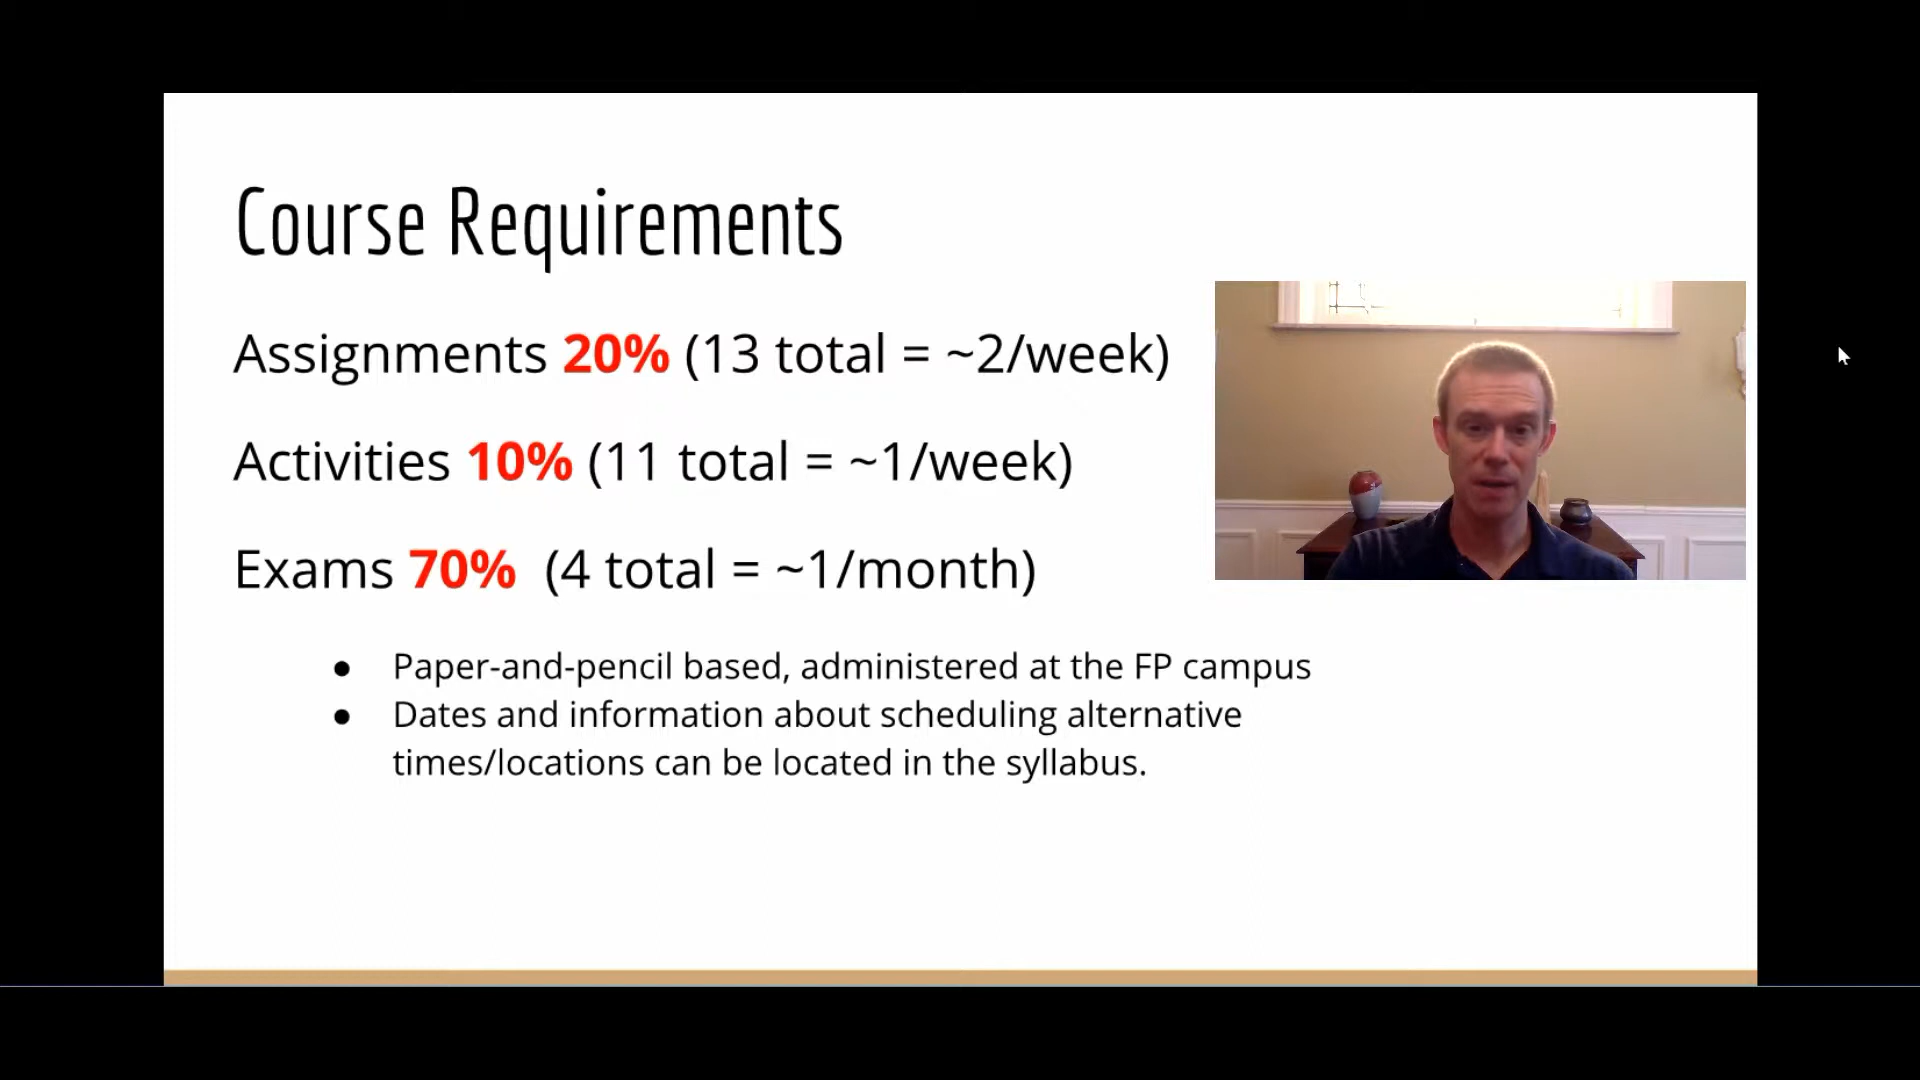 Course Requirements
Assignments 20% (13 total = ~2/week)
Activities 10% (11 total = ~1/week)
Exams 70% (4 total = ~1/month)
● Paper-and-pencil based, administered at the FP campus
● Dates and information about scheduling alternative
times/locations can be located in the syllabus.